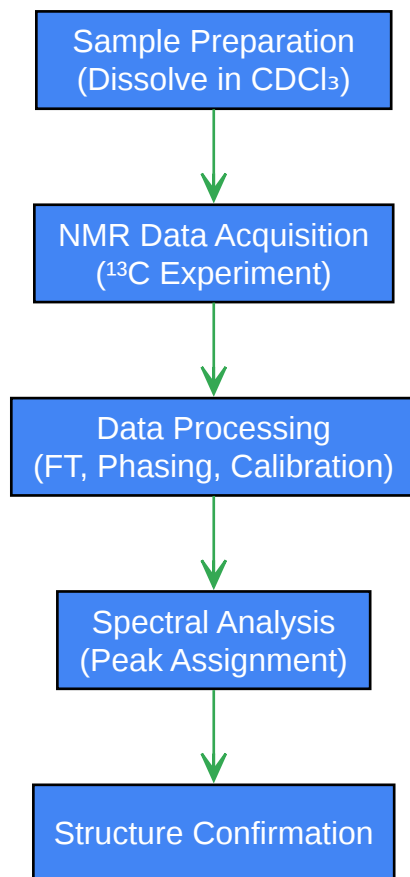 Sample Preparation
(Dissolve in CDCl₃)
NMR Data Acquisition
(¹³C Experiment)
Data Processing
(FT, Phasing, Calibration)
Spectral Analysis
(Peak Assignment)
Structure Confirmation